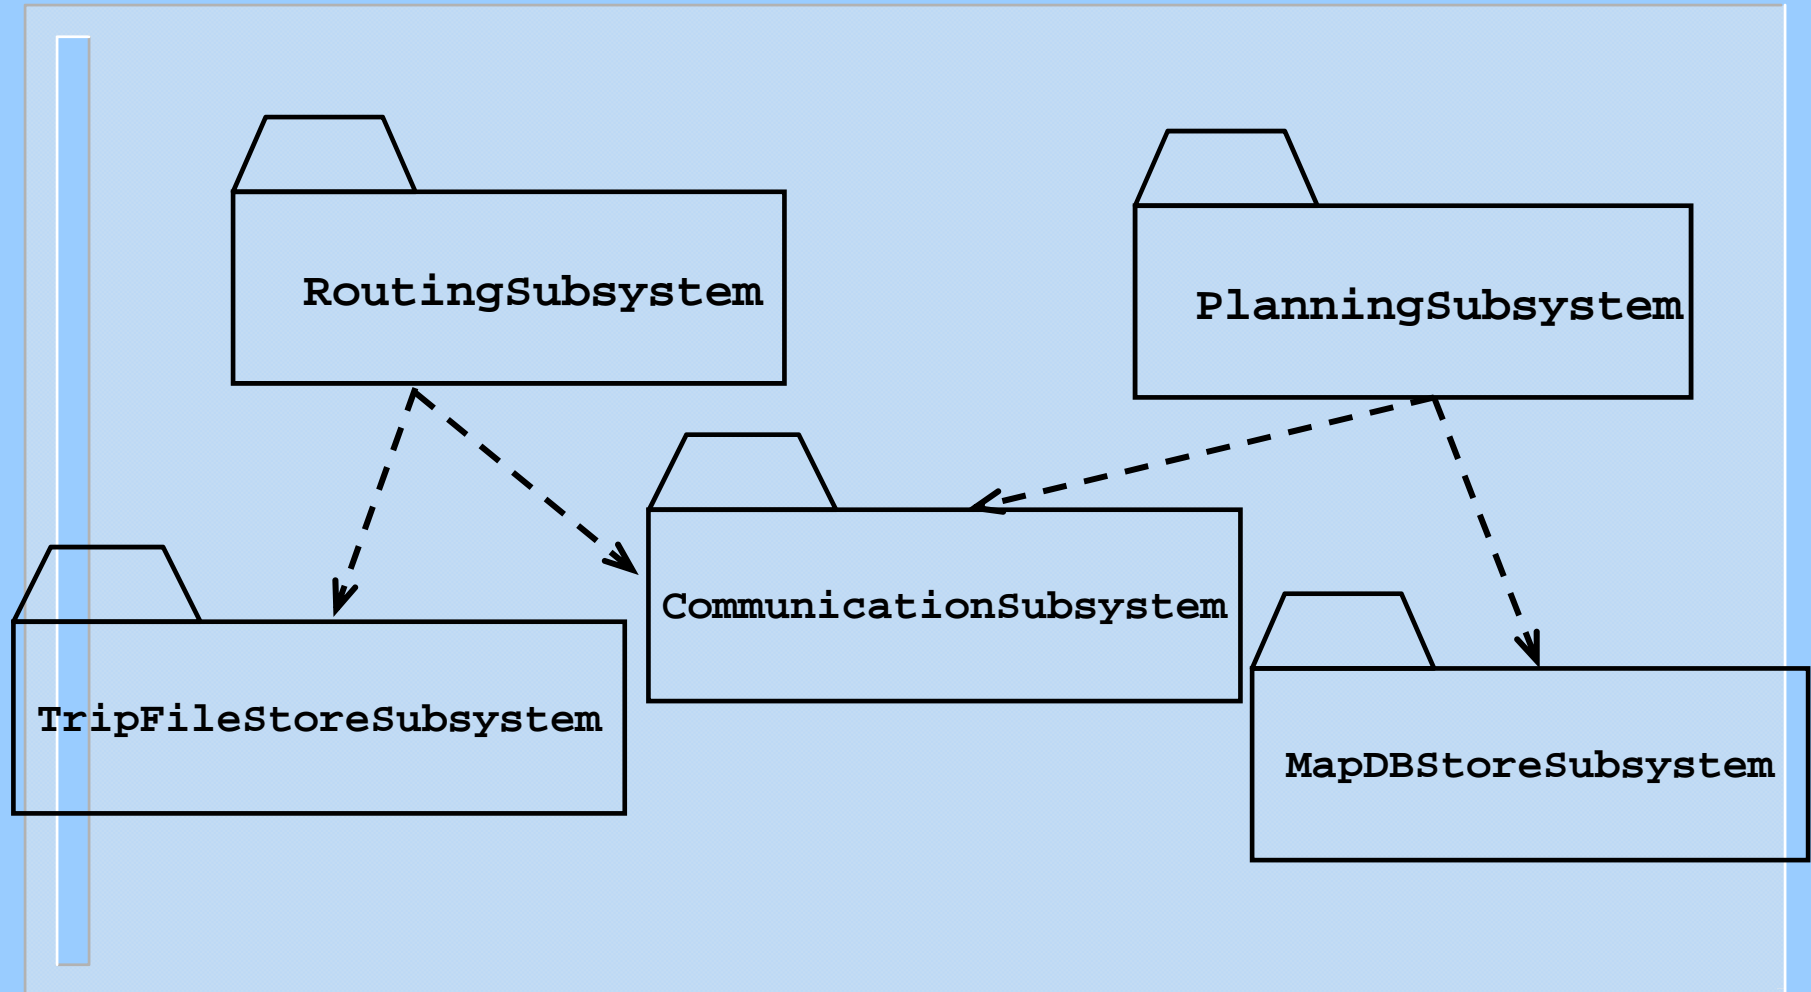 RoutingSubsystem
PlanningSubsystem
CommunicationSubsystem
TripFileStoreSubsystem
MapDBStoreSubsystem